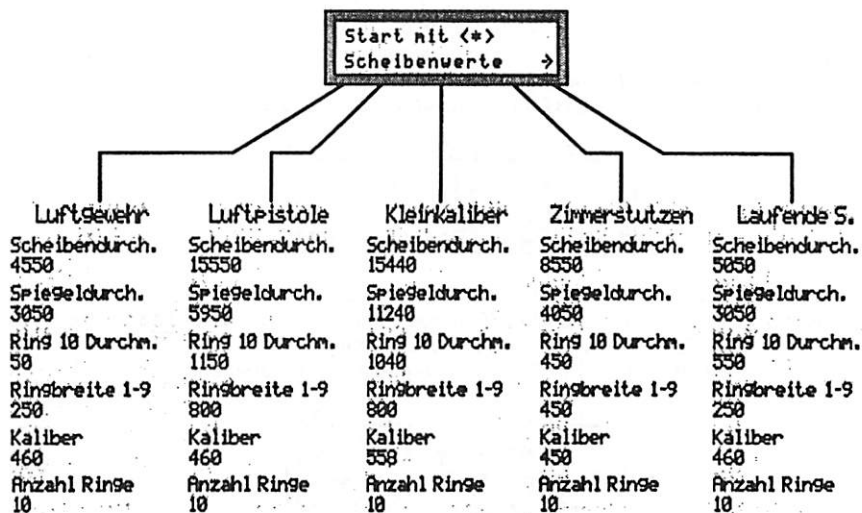 Start mit <*>
Scheibenwerte →
Luftgewehr
Scheibendurch.
4550
Spiegeldurch.
3050
Ring 10 Durchm.
50
Ringbreite 1-9
250
Kaliber
460
Anzahl Ringe
10
Luftpistole
Scheibendurch.
15550
Spiegeldurch.
5950
Ring 10 Durchm.
1150
Ringbreite 1-9
800
Kaliber
460
Anzahl Ringe
10
Kleinkaliber
Scheibendurch.
15440
Spiegeldurch.
11240
Ring 10 Durchm.
1040
Ringbreite 1-9
800
Kaliber
550
Anzahl Ringe
10
Zimmerstutzen
Scheibendurch.
8550
Spiegeldurch.
4050
Ring 10 Durchm.
450
Ringbreite 1-9
450
Kaliber
450
Anzahl Ringe
10
Laufende S.
Scheibendurch.
5050
Spiegeldurch.
3050
Ring 10 Durchm.
550
Ringbreite 1-9
250
Kaliber
460
Anzahl Ringe
10